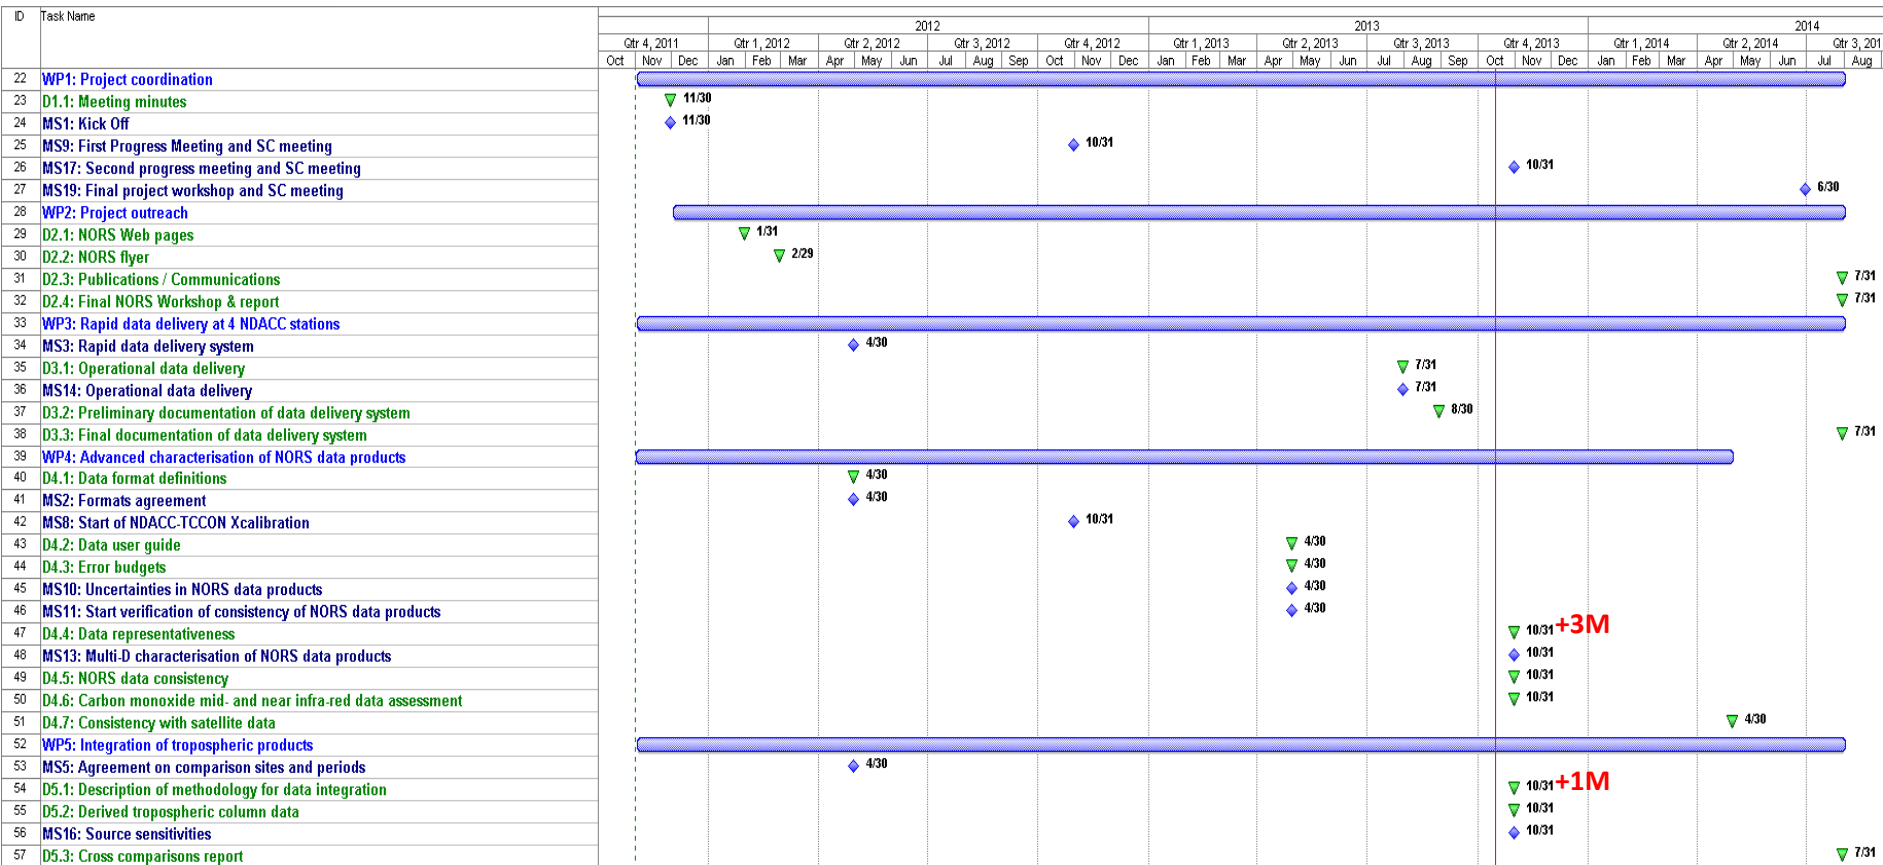 ID Task Name
2012 2013 2014
Qtr 4, 2011 Qtr 1, 2012 Qtr 2, 2012 Qtr 3, 2012 Qtr 4, 2012 Qtr 1, 2013 Qtr 2, 2013 Qtr 3, 2013 Qtr 4, 2013 Qtr 1, 2014 Qtr 2, 2014 Qtr 3, 201
Oct Nov Dec Jan Feb Mar Apr May Jun Jul Aug Sep Oct Nov Dec Jan Feb Mar Apr May Jun Jul Aug Sep Oct Nov Dec Jan Feb Mar Apr May Jun Jul Aug
22 WP1: Project coordination
23 D1.1: Meeting minutes 11/30
24 MS1: Kick Off 11/30
25 MS9: First Progress Meeting and SC meeting 10/31
26 MS17: Second progress meeting and SC meeting 10/31
27 MS19: Final project workshop and SC meeting 6/30
28 WP2: Project outreach
29 D2.1: NORS Web pages 1/31
30 D2.2: NORS flyer 2/29
31 D2.3: Publications / Communications 7/31
32 D2.4: Final NORS Workshop & report 7/31
33 WP3: Rapid data delivery at 4 NDACC stations
34 MS3: Rapid data delivery system 4/30
35 D3.1: Operational data delivery 7/31
36 MS14: Operational data delivery 7/31
37 D3.2: Preliminary documentation of data delivery system 8/30
38 D3.3: Final documentation of data delivery system 7/31
39 WP4: Advanced characterisation of NORS data products
40 D4.1: Data format definitions 4/30
41 MS2: Formats agreement 4/30
42 MS8: Start of NDACC-TCCON Xcalibration 10/31
43 D4.2: Data user guide 4/30
44 D4.3: Error budgets 4/30
45 MS10: Uncertainties in NORS data products 4/30
46 MS11: Start verification of consistency of NORS data products 4/30
47 D4.4: Data representativeness 10/31 +3M
48 MS13: Multi-D characterisation of NORS data products 10/31
49 D4.5: NORS data consistency 10/31
50 D4.6: Carbon monoxide mid- and near infra-red data assessment 10/31
51 D4.7: Consistency with satellite data 4/30
52 WP5: Integration of tropospheric products
53 MS5: Agreement on comparison sites and periods 4/30
54 D5.1: Description of methodology for data integration 10/31 +1M
55 D5.2: Derived tropospheric column data 10/31
56 MS16: Source sensitivities 10/31
57 D5.3: Cross comparisons report 7/31